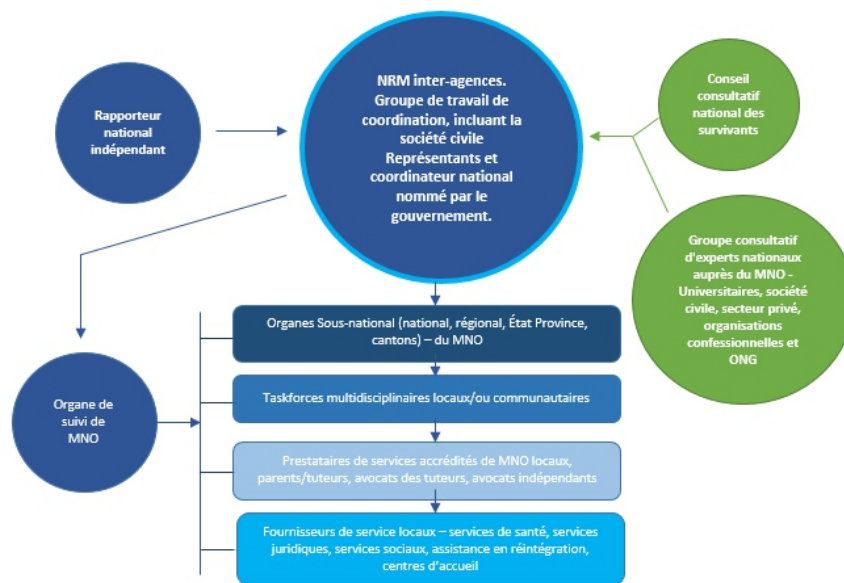 NRM inter-agences.
Groupe de travail de
coordination, incluant la
société civile
Représentants et
coordinateur national
nommé par le
gouvernement.
Rapporteur
national
indépendant
Conseil
consultatif
national des
survivants
Groupe consultatif
d'experts nationaux
auprès du MNO -
Universitaires, société
civile, secteur privé,
organisations
confessionnelles et
ONG
Organes Sous-national (national, régional, État Province,
cantons) – du MNO
Taskforces multidisciplinaires locaux/ou communautaires
Organe de
suivi de
MNO
Prestataires de services accrédités de MNO locaux,
parents/tuteurs, avocats des tuteurs, avocats indépendants
Fournisseurs de service locaux – services de santé, services
juridiques, services sociaux, assistance en réintégration,
centres d'accueil